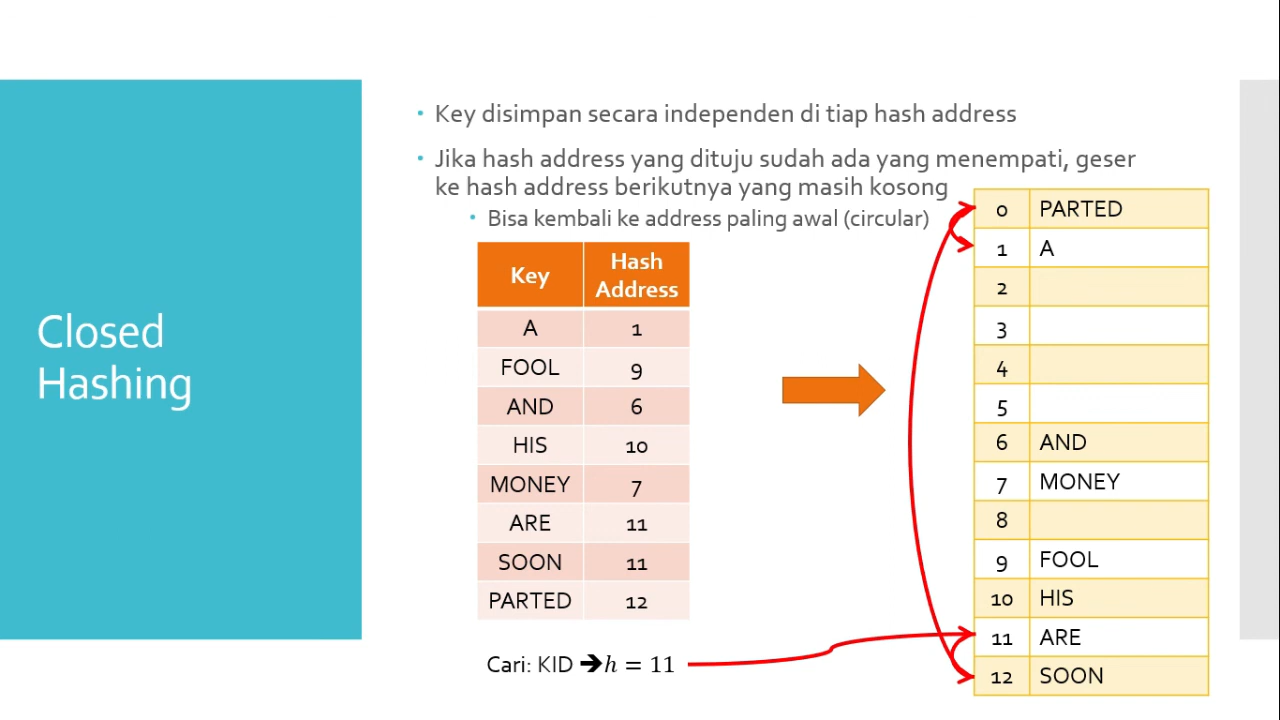 Closed
Hashing
• Key disimpan secara independen di tiap hash address
• Jika hash address yang dituju sudah ada yang menempati, geser
ke hash address berikutnya yang masih kosong
• Bisa kembali ke address paling awal (circular)
Key Hash Address
A 1
FOOL 9
AND 6
HIS 10
MONEY 7
ARE 11
SOON 11
PARTED 12
Cari: KID ➔ h = 11
0 PARTED
1 A
2
3
4
5
6 AND
7 MONEY
8
9 FOOL
10 HIS
11 ARE
12 SOON